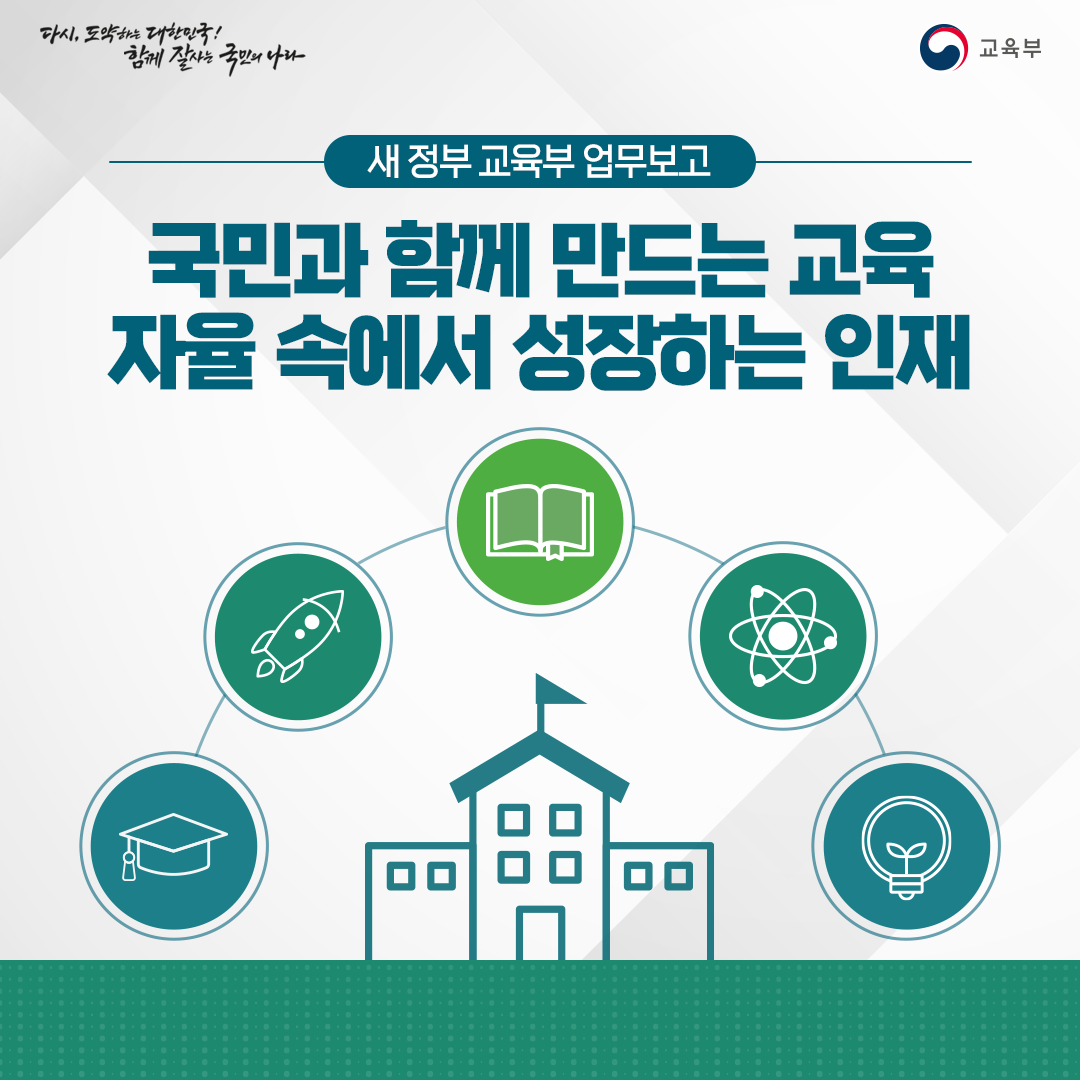 다시, 도약하는 대한민국!
함께 잘사는 국민의 나라
교육부
새 정부 교육부 업무보고
국민과 함께 만드는 교육
자율 속에서 성장하는 인재